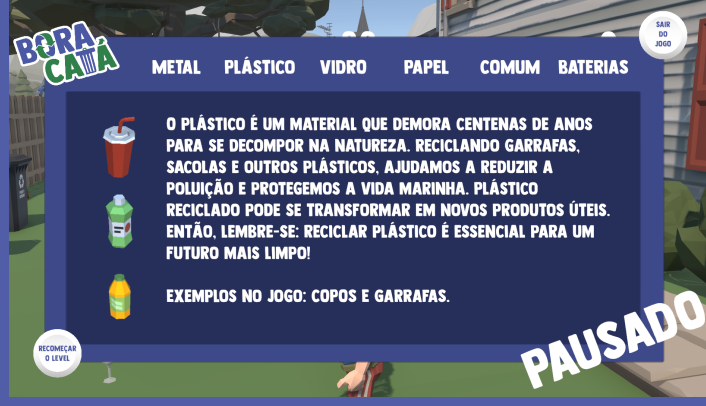 BORA
CATÁ
SAIR
DO
JOGO
METAL PLÁSTICO VIDRO PAPEL COMUM BATERIAS
O PLÁSTICO É UM MATERIAL QUE DEMORA CENTENAS DE ANOS
PARA SE DECOMPOR NA NATUREZA. RECICLANDO GARRAFAS,
SACOLAS E OUTROS PLÁSTICOS, AJUDAMOS A REDUZIR A
POLUIÇÃO E PROTEGEMOS A VIDA MARINHA. PLÁSTICO
RECICLADO PODE SE TRANSFORMAR EM NOVOS PRODUTOS ÚTEIS.
ENTÃO, LEMBRE-SE: RECICLAR PLÁSTICO É ESSENCIAL PARA UM
FUTURO MAIS LIMPO!
EXEMPLOS NO JOGO: COPOS E GARRAFAS.
RECOMEÇAR
O LEVEL
PAUSADO